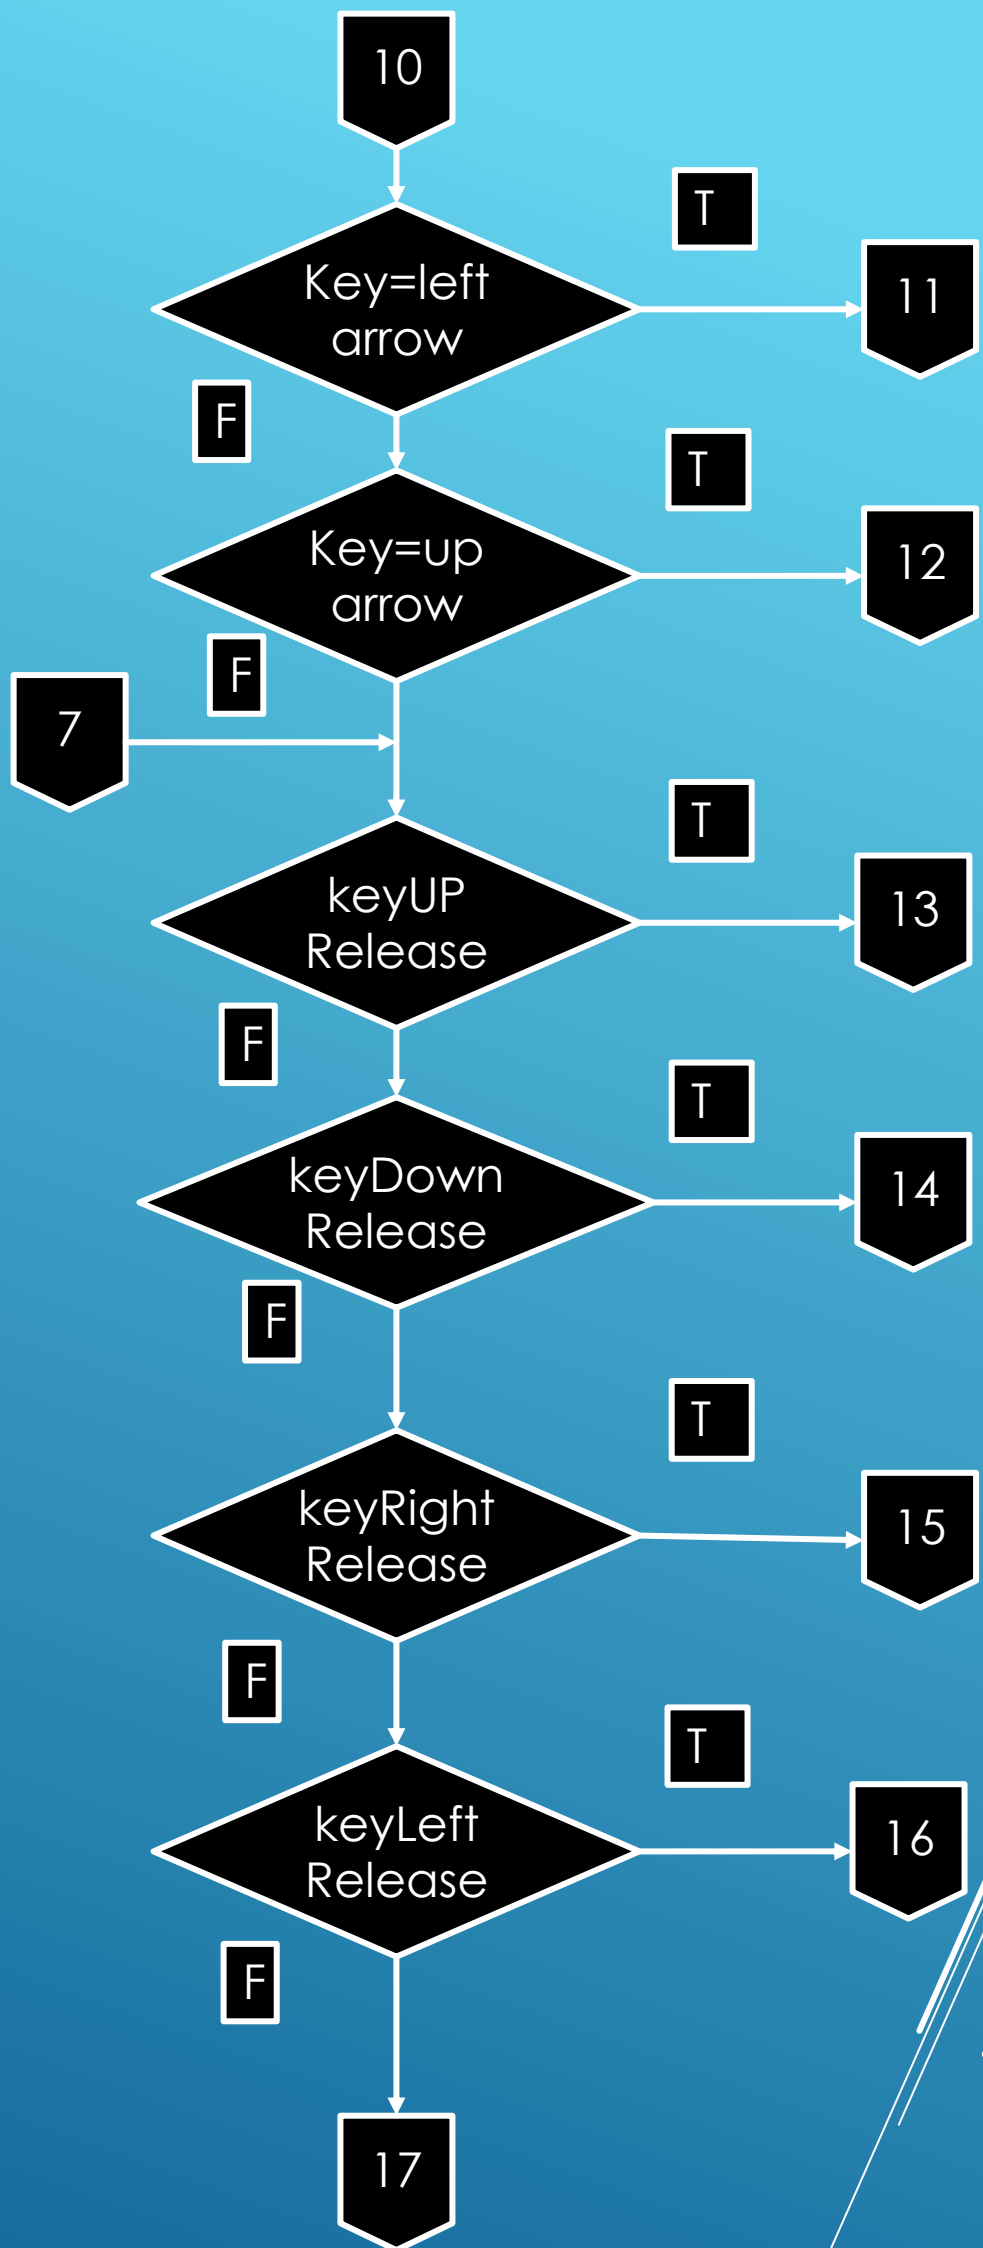 10
T
Key=left
arrow
11
F
T
Key=up
arrow
12
F
7
T
keyUP
Release
13
F
T
keyDown
Release
14
F
T
keyRight
Release
15
F
T
keyLeft
Release
16
F
17